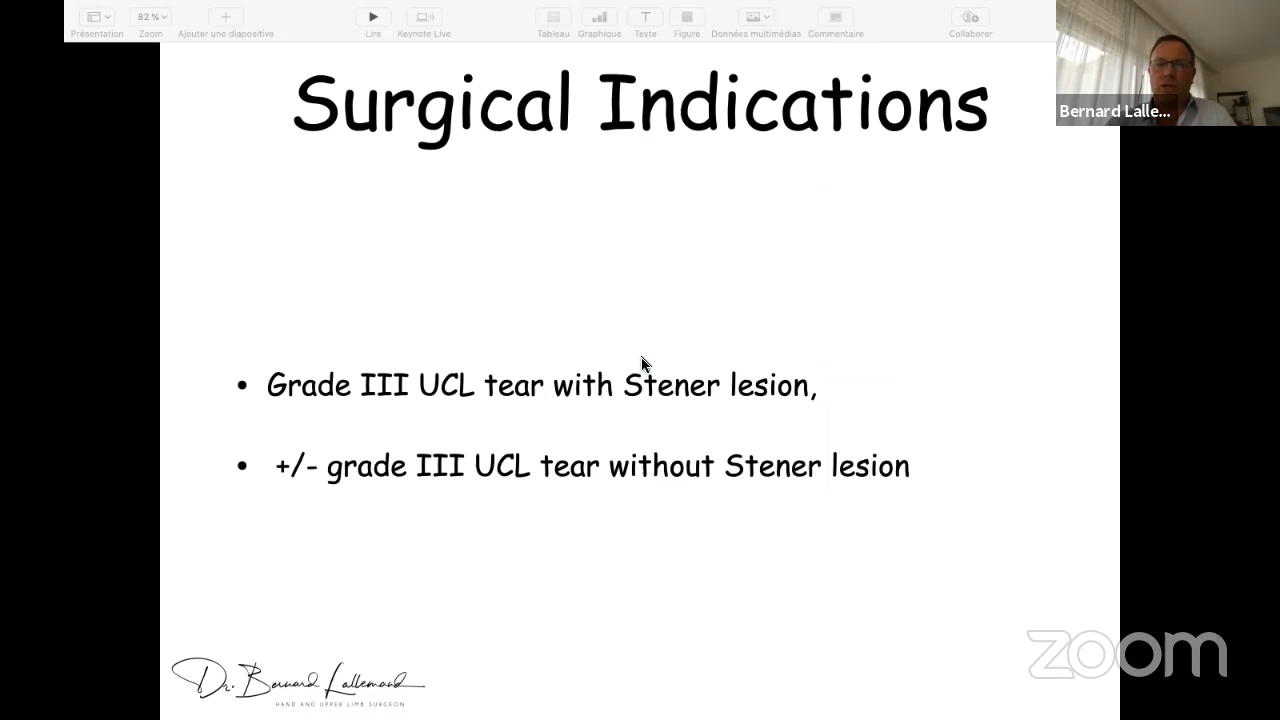 Présentation
82 %
Zoom
Ajouter une diapositive
Lire
Keynote Live
Tableau
Graphique
Texte
Figure
Données multimédias
Commentaire
Collaborer
Bernard Lalle...
Surgical Indications
• Grade III UCL tear with Stener lesion,
• +/- grade III UCL tear without Stener lesion
Dr. Bernard Lallemand
HAND AND UPPER LIMB SURGEON
zoom